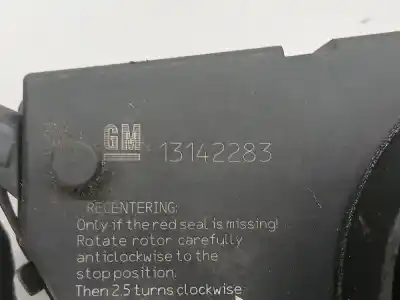 GM 13142283
RECENTERING:
Only if the red seal is missing!
Rotate rotor carefully
anticlockwise to the
stop position.
Then 2.5 turns clockwise